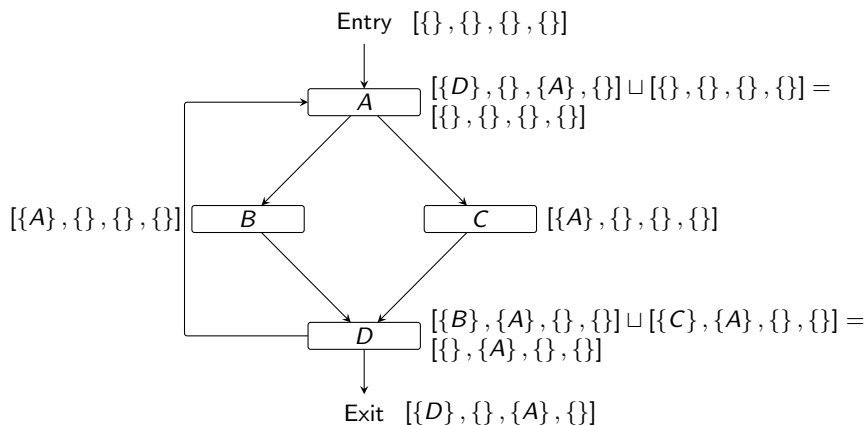 Entry [{} , {} , {} , {}]
A
[{D} , {} , {A} , {}] ⊔ [{} , {} , {} , {}] =
[{} , {} , {} , {}]
[{A} , {} , {} , {}]
B
C
[{A} , {} , {} , {}]
D
[{B} , {A} , {} , {}] ⊔ [{C} , {A} , {} , {}] =
[{} , {A} , {} , {}]
Exit [{D} , {} , {A} , {}]